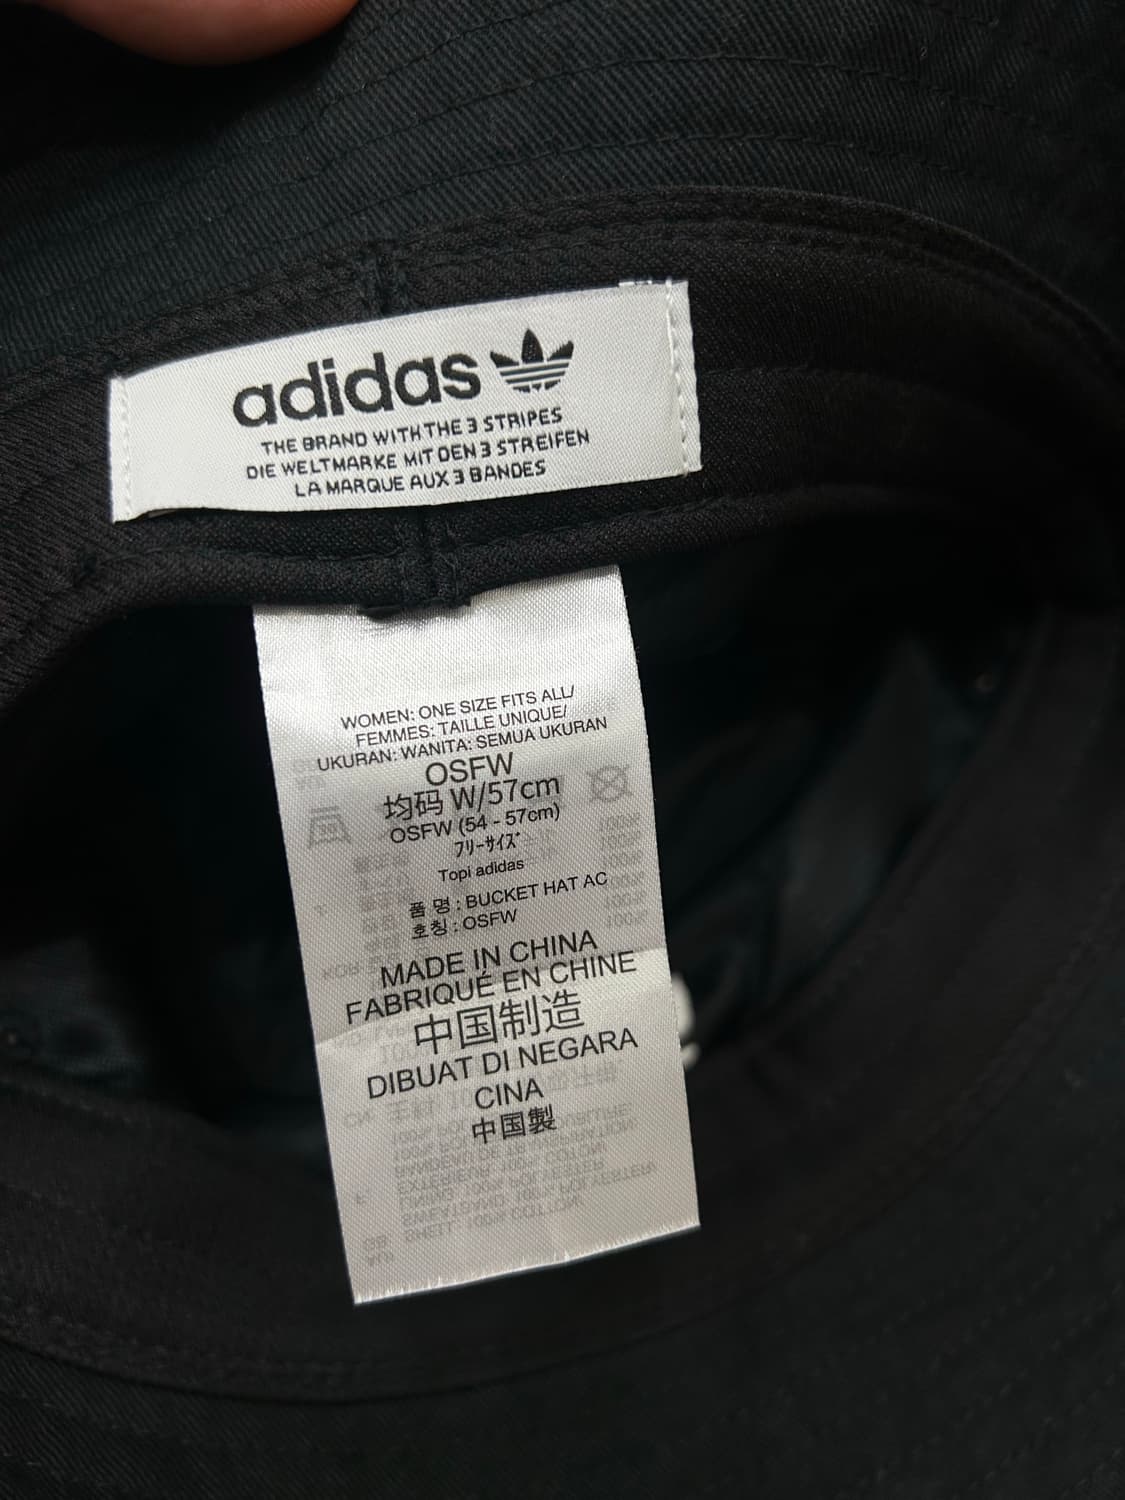 adidas
THE BRAND WITH THE 3 STRIPES
DIE WELTMARKE MIT DEN 3 STREIFEN
LA MARQUE AUX 3 BANDES
WOMEN: ONE SIZE FITS ALL/
FEMMES: TAILLE UNIQUE/
UKURAN: WANITA: SEMUA UKURAN
OSFW
均码 W/57cm
OSFW (54 - 57cm)
フリーサイズ
Topi adidas
품 명 : BUCKET HAT AC
호칭 : OSFW
MADE IN CHINA
FABRIQUÉ EN CHINE
中国制造
DIBUAT DI NEGARA
CINA
中国製